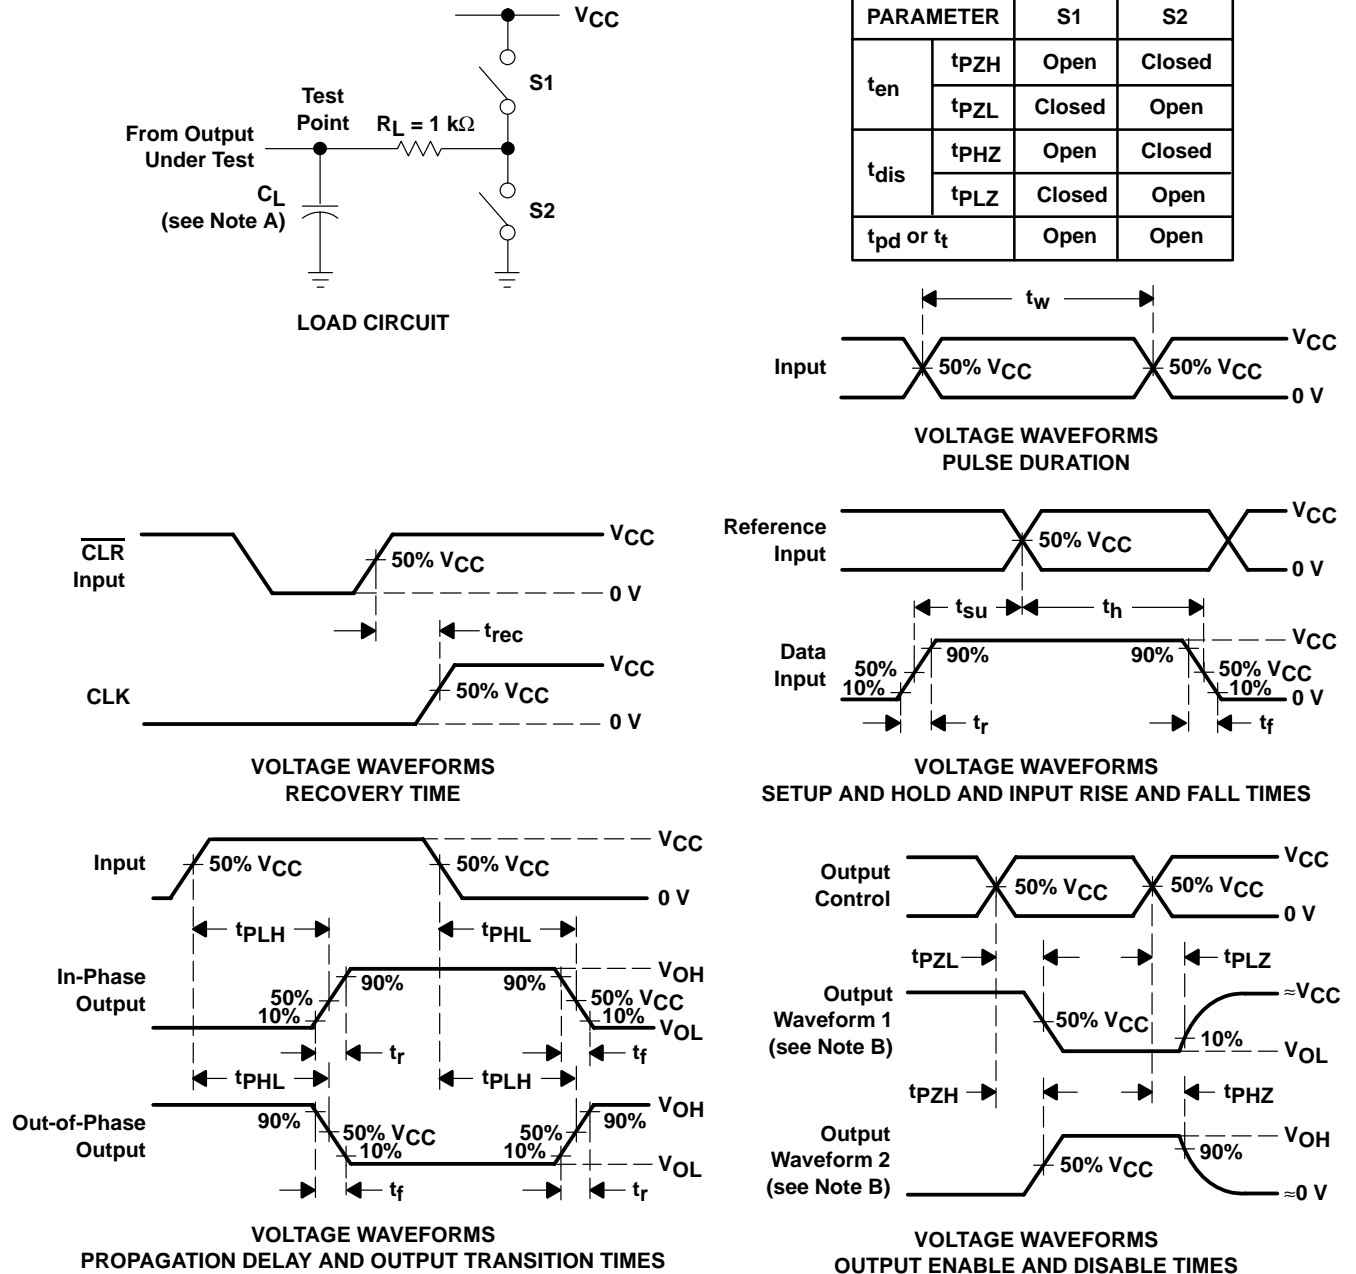 VCC
S1
Test
Point
RL = 1 kΩ
From Output
Under Test
CL
(see Note A)
S2
LOAD CIRCUIT
PARAMETER S1 S2
ten tPZH Open Closed
tPZL Closed Open
tdis tPHZ Open Closed
tPLZ Closed Open
tpd or tt Open Open
tw
Input
50% VCC
50% VCC
VCC
0 V
VOLTAGE WAVEFORMS
PULSE DURATION
CLR
Input
50% VCC
VCC
0 V
trec
CLK
50% VCC
VCC
0 V
VOLTAGE WAVEFORMS
RECOVERY TIME
Reference
Input
50% VCC
VCC
0 V
tsu
th
Data
Input
50%
10%
90%
90%
VCC
50% VCC
10%
0 V
tr
tf
VOLTAGE WAVEFORMS
SETUP AND HOLD AND INPUT RISE AND FALL TIMES
Input
50% VCC
50% VCC
VCC
0 V
tPLH
tPHL
In-Phase
Output
50%
10%
90%
90%
VOH
50% VCC
10%
VOL
tr
tf
tPHL
tPLH
Out-of-Phase
Output
90%
50% VCC
10%
50%
10%
90%
VOH
VOL
tf
tr
VOLTAGE WAVEFORMS
PROPAGATION DELAY AND OUTPUT TRANSITION TIMES
Output
Control
50% VCC
50% VCC
VCC
0 V
tPZL
tPLZ
Output
Waveform 1
(see Note B)
50% VCC
≈VCC
10%
VOL
tPZH
tPHZ
Output
Waveform 2
(see Note B)
50% VCC
VOH
90%
≈0 V
VOLTAGE WAVEFORMS
OUTPUT ENABLE AND DISABLE TIMES